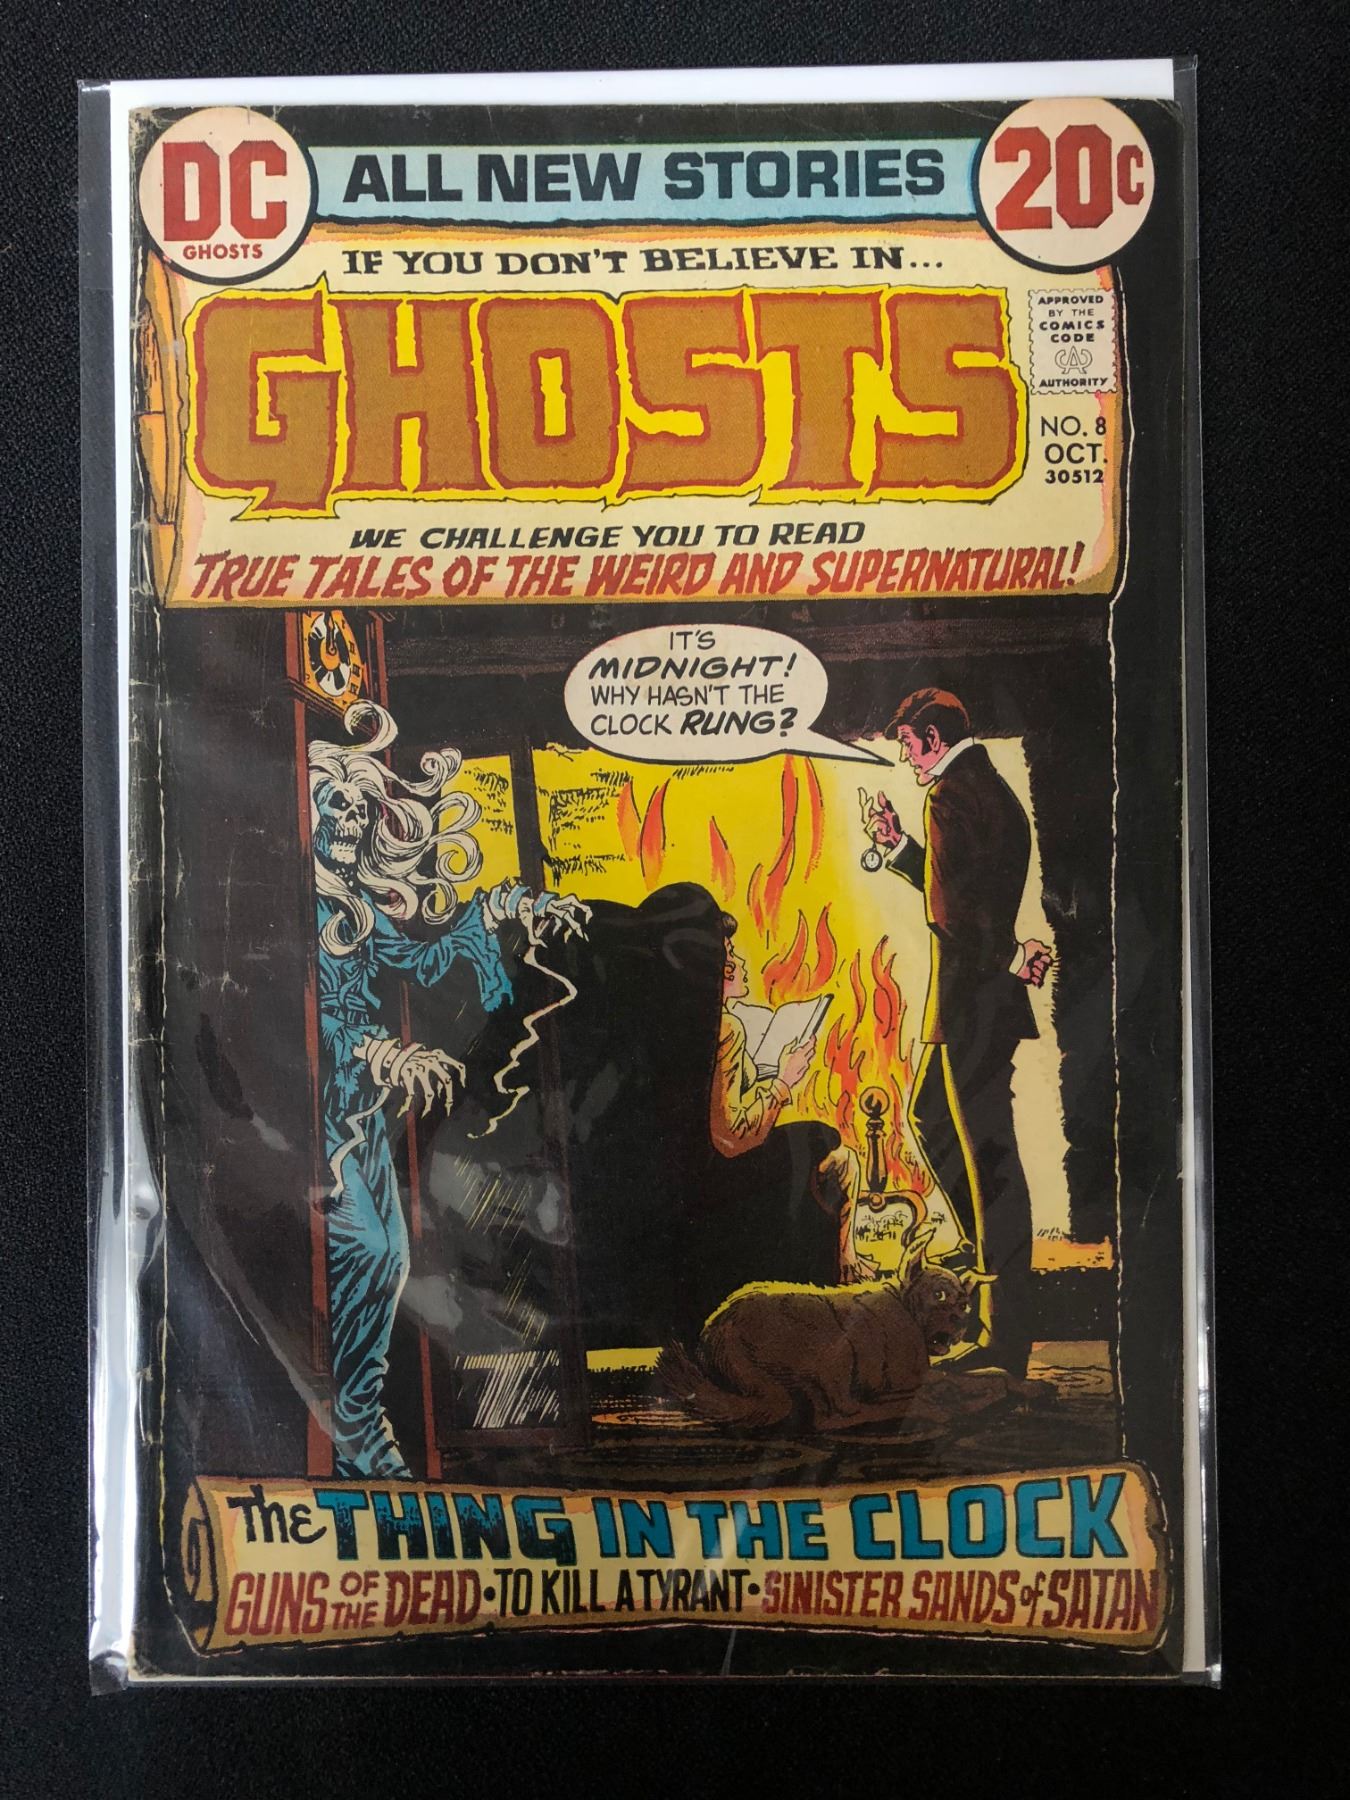 DC
GHOSTS
ALL NEW STORIES
20¢
IF YOU DON'T BELIEVE IN...
GHOSTS
APPROVED
BY THE
COMICS
CODE
CA
AUTHORITY
NO. 8
OCT.
30512
WE CHALLENGE YOU TO READ
TRUE TALES OF THE WEIRD AND SUPERNATURAL!
IT'S
MIDNIGHT!
WHY HASN'T THE
CLOCK RUNG?
The THING IN THE CLOCK
GUNS OF THE DEAD • TO KILL A TYRANT • SINISTER SANDS of SATAN